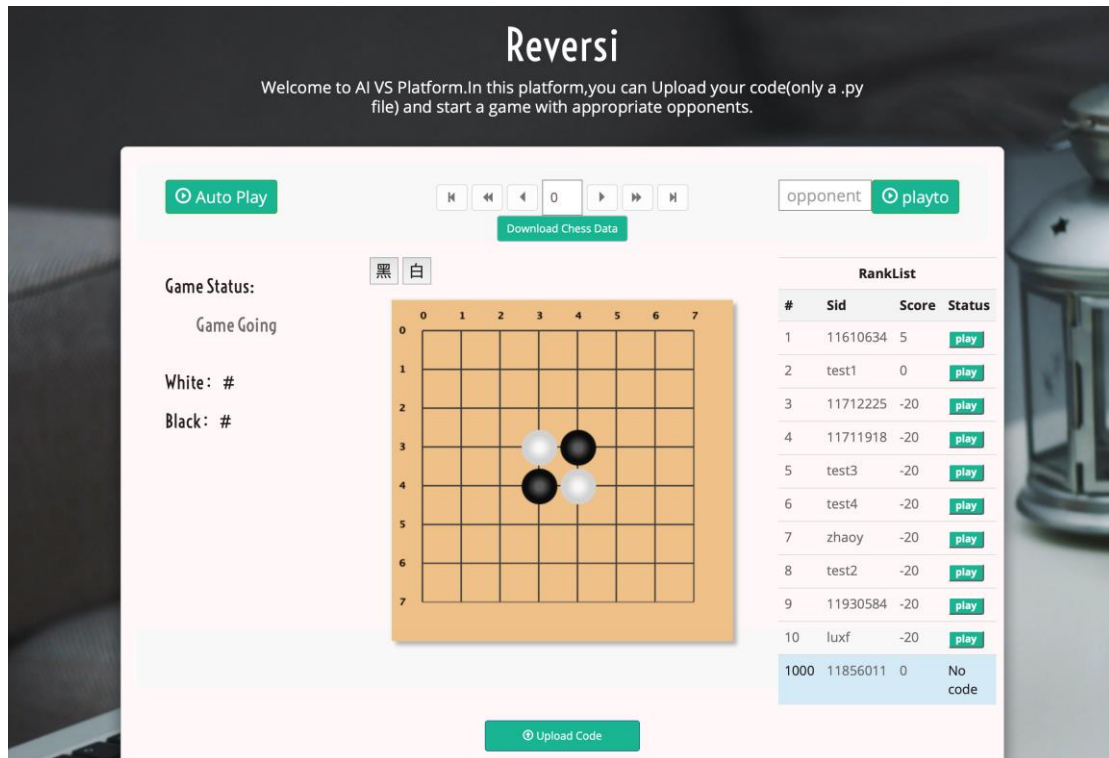 Reversi
Welcome to AI VS Platform.In this platform,you can Upload your code(only a .py
file) and start a game with appropriate opponents.
Auto Play
0
opponent
playto
Download Chess Data
Game Status:
Game Going
White: #
Black: #
黑 白
0 1 2 3 4 5 6 7
0
1
2
3
4
5
6
7
RankList
# Sid Score Status
1 11610634 5 play
2 test1 0 play
3 11712225 -20 play
4 11711918 -20 play
5 test3 -20 play
6 test4 -20 play
7 zhaoy -20 play
8 test2 -20 play
9 11930584 -20 play
10 luxf -20 play
1000 11856011 0 No
code
Upload Code